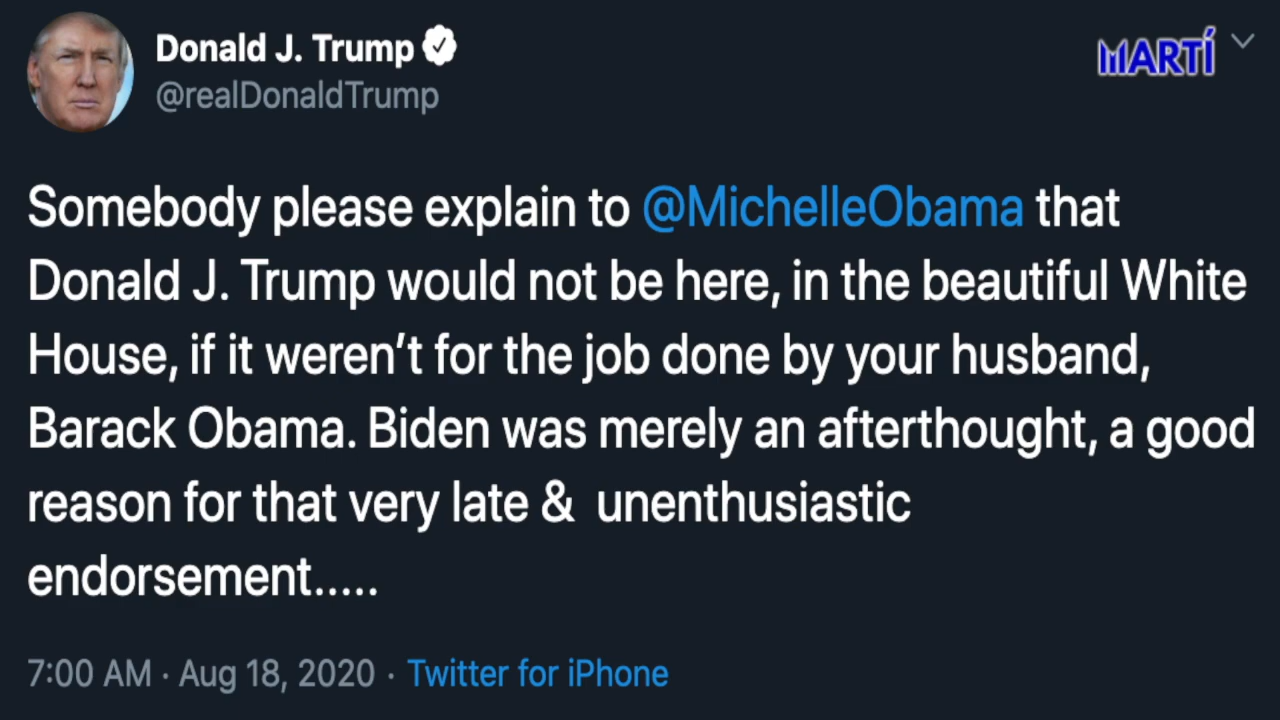 Donald J. Trump
MARTÍ
@realDonaldTrump
Somebody please explain to @MichelleObama that
Donald J. Trump would not be here, in the beautiful White
House, if it weren’t for the job done by your husband,
Barack Obama. Biden was merely an afterthought, a good
reason for that very late &  unenthusiastic
endorsement.....
7:00 AM · Aug 18, 2020 · Twitter for iPhone